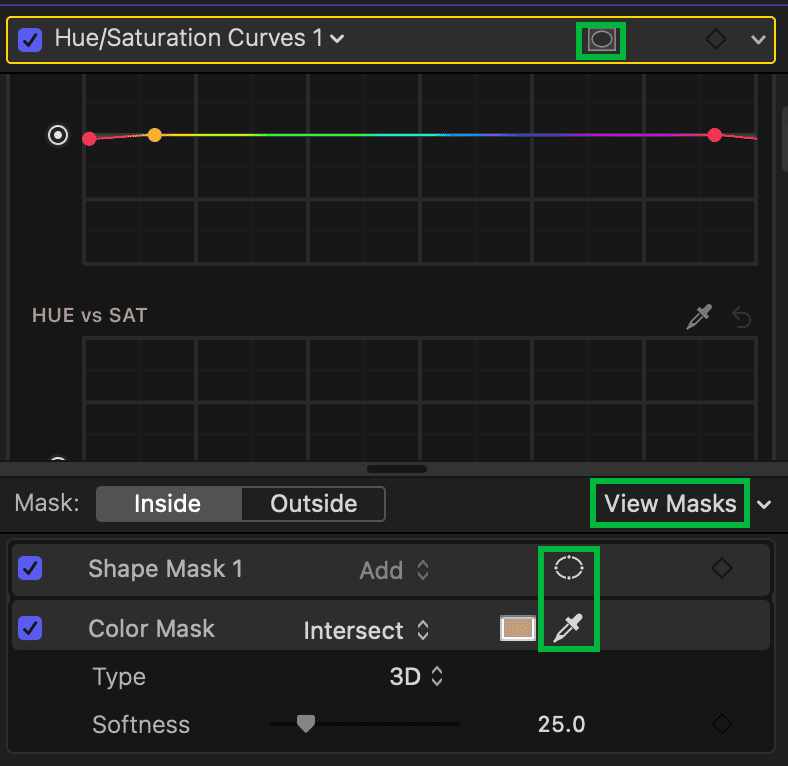 Hue/Saturation Curves 1
HUE vs SAT
Mask: Inside Outside View Masks
Shape Mask 1 Add
Color Mask Intersect
Type 3D
Softness 25.0